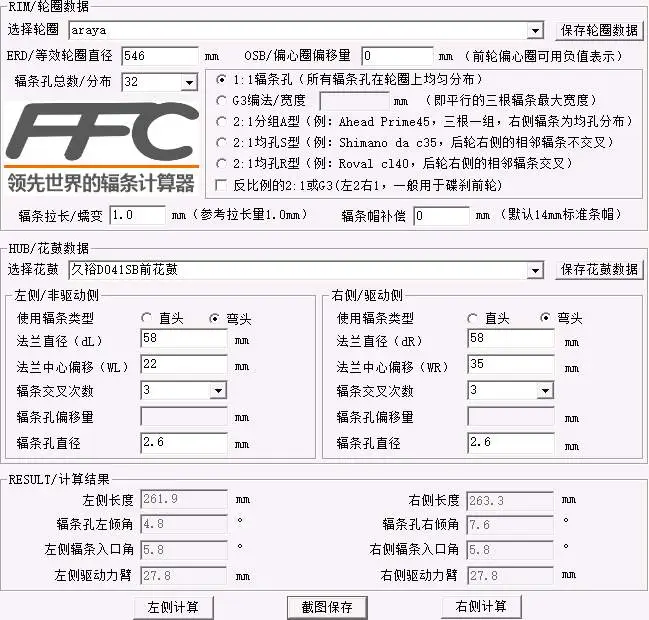 RIM/轮圈数据
选择轮圈 araya 保存轮圈数据
ERD/等效轮圈直径 546 mm OSB/偏心圈偏移量 0 mm (前轮偏心圈可用负值表示)
辐条孔总数/分布 32
1:1辐条孔 (所有辐条孔在轮圈上均匀分布)
G3编法/宽度 mm (即平行的三根辐条最大宽度)
2:1分组A型 (例: Ahead Prime45, 三根一组, 右侧辐条为均孔分布)
2:1均孔S型 (例: Shimano da c35, 后轮右侧的相邻辐条不交叉)
2:1均孔R型 (例: Roval cl40, 后轮右侧的相邻辐条交叉)
反比例的2:1或G3(左2右1, 一般用于碟刹前轮)
FFC
领先世界的辐条计算器
辐条拉长/蠕变 1.0 mm (参考拉长量1.0mm) 辐条帽补偿 0 mm (默认14mm标准条帽)
HUB/花鼓数据
选择花鼓 久裕D041SB前花鼓 保存花鼓数据
左侧/非驱动侧
使用辐条类型 直头 弯头
法兰直径 (dL) 58 mm
法兰中心偏移 (WL) 22 mm
辐条交叉次数 3
辐条孔偏移量 mm
辐条孔直径 2.6 mm
右侧/驱动侧
使用辐条类型 直头 弯头
法兰直径 (dR) 58 mm
法兰中心偏移 (WR) 35 mm
辐条交叉次数 3
辐条孔偏移量 mm
辐条孔直径 2.6 mm
RESULT/计算结果
左侧长度 261.9 mm 右侧长度 263.3 mm
辐条孔左倾角 4.8 ° 辐条孔右倾角 7.6 °
左侧辐条入口角 5.8 ° 右侧辐条入口角 5.8 °
左侧驱动力臂 27.8 mm 右侧驱动力臂 27.8 mm
左侧计算 截图保存 右侧计算